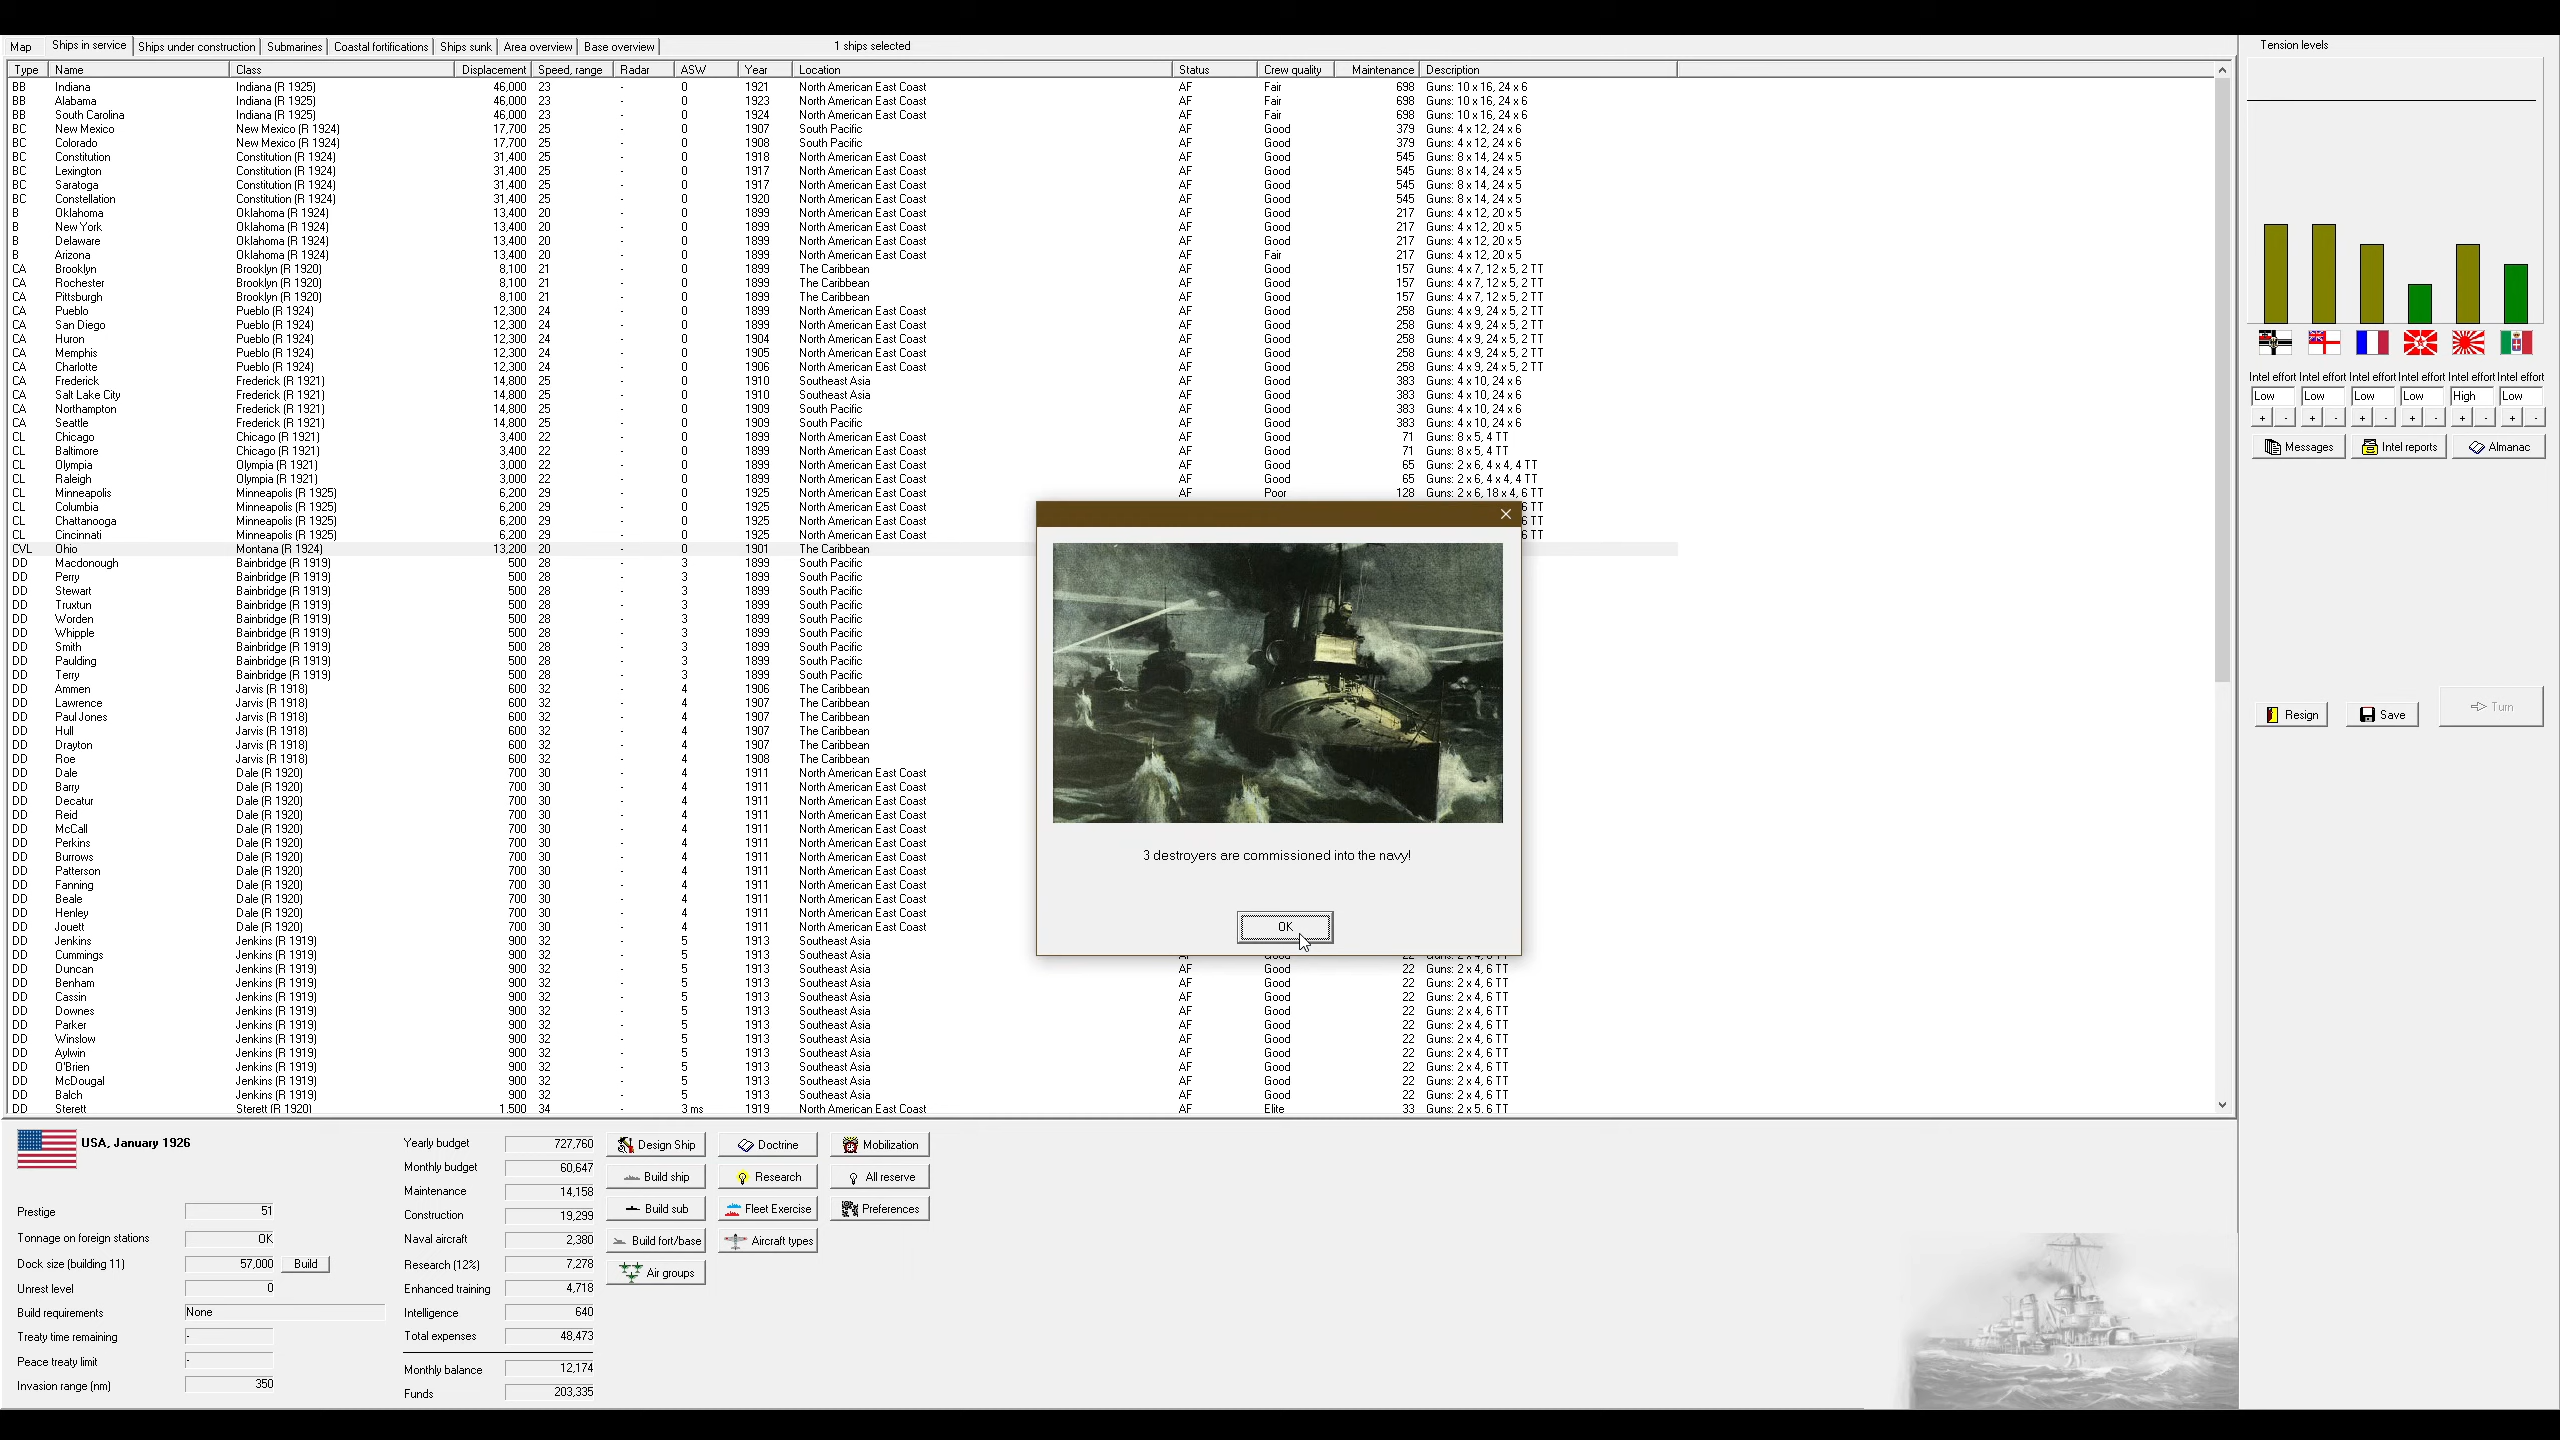 Map Ships in service Ships under construction Submarines Coastal fortifications Ships sunk Area overview Base overview 1 ships selected Tension levels
Type Name Class Displacement Speed, range Radar ASW Year Location Status Crew quality Maintenance Description
BB Indiana Indiana (R 1925) 46,000 23 - 0 1921 North American East Coast AF Fair 698 Guns: 10 x 16, 24 x 6
BB Alabama Indiana (R 1925) 46,000 23 - 0 1923 North American East Coast AF Fair 698 Guns: 10 x 16, 24 x 6
BB South Carolina Indiana (R 1925) 46,000 23 - 0 1924 North American East Coast AF Fair 698 Guns: 10 x 16, 24 x 6
BC New Mexico New Mexico (R 1924) 17,700 25 - 0 1907 South Pacific AF Good 379 Guns: 4 x 12, 24 x 6
BC Colorado New Mexico (R 1924) 17,700 25 - 0 1908 South Pacific AF Good 379 Guns: 4 x 12, 24 x 6
BC Constitution Constitution (R 1924) 31,400 25 - 0 1918 North American East Coast AF Good 545 Guns: 8 x 14, 24 x 5
BC Lexington Constitution (R 1924) 31,400 25 - 0 1917 North American East Coast AF Good 545 Guns: 8 x 14, 24 x 5
BC Saratoga Constitution (R 1924) 31,400 25 - 0 1917 North American East Coast AF Good 545 Guns: 8 x 14, 24 x 5
BC Constellation Constitution (R 1924) 31,400 25 - 0 1920 North American East Coast AF Good 545 Guns: 8 x 14, 24 x 5
B Oklahoma Oklahoma (R 1924) 13,400 20 - 0 1899 North American East Coast AF Good 217 Guns: 4 x 12, 20 x 5
B New York Oklahoma (R 1924) 13,400 20 - 0 1899 North American East Coast AF Good 217 Guns: 4 x 12, 20 x 5
B Delaware Oklahoma (R 1924) 13,400 20 - 0 1899 North American East Coast AF Good 217 Guns: 4 x 12, 20 x 5
B Arizona Oklahoma (R 1924) 13,400 20 - 0 1899 North American East Coast AF Fair 217 Guns: 4 x 12, 20 x 5
CA Brooklyn Brooklyn (R 1920) 8,100 21 - 0 1899 The Caribbean AF Good 157 Guns: 4 x 7, 12 x 5, 2 TT
CA Rochester Brooklyn (R 1920) 8,100 21 - 0 1899 The Caribbean AF Good 157 Guns: 4 x 7, 12 x 5, 2 TT
CA Pittsburgh Brooklyn (R 1920) 8,100 21 - 0 1899 The Caribbean AF Good 157 Guns: 4 x 7, 12 x 5, 2 TT
CA Pueblo Pueblo (R 1924) 12,300 24 - 0 1899 North American East Coast AF Good 258 Guns: 4 x 9, 24 x 5, 2 TT
CA San Diego Pueblo (R 1924) 12,300 24 - 0 1899 North American East Coast AF Good 258 Guns: 4 x 9, 24 x 5, 2 TT
CA Huron Pueblo (R 1924) 12,300 24 - 0 1904 North American East Coast AF Good 258 Guns: 4 x 9, 24 x 5, 2 TT
CA Memphis Pueblo (R 1924) 12,300 24 - 0 1905 North American East Coast AF Good 258 Guns: 4 x 9, 24 x 5, 2 TT
CA Charlotte Pueblo (R 1924) 12,300 24 - 0 1906 North American East Coast AF Good 258 Guns: 4 x 9, 24 x 5, 2 TT
CA Frederick Frederick (R 1921) 14,800 25 - 0 1910 Southeast Asia AF Good 383 Guns: 4 x 10, 24 x 6
CA Salt Lake City Frederick (R 1921) 14,800 25 - 0 1910 Southeast Asia AF Good 383 Guns: 4 x 10, 24 x 6
CA Northampton Frederick (R 1921) 14,800 25 - 0 1909 South Pacific AF Good 383 Guns: 4 x 10, 24 x 6
CA Seattle Frederick (R 1921) 14,800 25 - 0 1909 South Pacific AF Good 383 Guns: 4 x 10, 24 x 6
CL Chicago Chicago (R 1921) 3,400 22 - 0 1899 North American East Coast AF Good 71 Guns: 8 x 5, 4 TT
CL Baltimore Chicago (R 1921) 3,400 22 - 0 1899 North American East Coast AF Good 71 Guns: 8 x 5, 4 TT
CL Olympia Olympia (R 1921) 3,000 22 - 0 1899 North American East Coast AF Good 65 Guns: 2 x 6, 4 x 4, 4 TT
CL Raleigh Olympia (R 1921) 3,000 22 - 0 1899 North American East Coast AF Good 65 Guns: 2 x 6, 4 x 4, 4 TT
CL Minneapolis Minneapolis (R 1925) 6,200 29 - 0 1925 North American East Coast AF Poor 128 Guns: 2 x 6, 18 x 4, 6 TT
CL Columbia Minneapolis (R 1925) 6,200 29 - 0 1925 North American East Coast 6 TT
CL Chattanooga Minneapolis (R 1925) 6,200 29 - 0 1925 North American East Coast 6 TT
CL Cincinnati Minneapolis (R 1925) 6,200 29 - 0 1925 North American East Coast 6 TT
CVL Ohio Montana (R 1924) 13,200 20 - 0 1901 The Caribbean
DD Macdonough Bainbridge (R 1919) 500 28 - 3 1899 South Pacific
DD Perry Bainbridge (R 1919) 500 28 - 3 1899 South Pacific
DD Stewart Bainbridge (R 1919) 500 28 - 3 1899 South Pacific
DD Truxtun Bainbridge (R 1919) 500 28 - 3 1899 South Pacific
DD Worden Bainbridge (R 1919) 500 28 - 3 1899 South Pacific
DD Whipple Bainbridge (R 1919) 500 28 - 3 1899 South Pacific
DD Smith Bainbridge (R 1919) 500 28 - 3 1899 South Pacific
DD Paulding Bainbridge (R 1919) 500 28 - 3 1899 South Pacific
DD Terry Bainbridge (R 1919) 500 28 - 3 1899 South Pacific
DD Ammen Jarvis (R 1918) 600 32 - 4 1906 The Caribbean
DD Lawrence Jarvis (R 1918) 600 32 - 4 1907 The Caribbean
DD Paul Jones Jarvis (R 1918) 600 32 - 4 1907 The Caribbean
DD Hull Jarvis (R 1918) 600 32 - 4 1907 The Caribbean
DD Drayton Jarvis (R 1918) 600 32 - 4 1907 The Caribbean
DD Roe Jarvis (R 1918) 600 32 - 4 1908 The Caribbean
DD Dale Dale (R 1920) 700 30 - 4 1911 North American East Coast
DD Barry Dale (R 1920) 700 30 - 4 1911 North American East Coast
DD Decatur Dale (R 1920) 700 30 - 4 1911 North American East Coast
DD Reid Dale (R 1920) 700 30 - 4 1911 North American East Coast
DD McCall Dale (R 1920) 700 30 - 4 1911 North American East Coast
DD Perkins Dale (R 1920) 700 30 - 4 1911 North American East Coast
DD Burrows Dale (R 1920) 700 30 - 4 1911 North American East Coast
DD Patterson Dale (R 1920) 700 30 - 4 1911 North American East Coast
DD Fanning Dale (R 1920) 700 30 - 4 1911 North American East Coast
DD Beale Dale (R 1920) 700 30 - 4 1911 North American East Coast
DD Henley Dale (R 1920) 700 30 - 4 1911 North American East Coast
DD Jouett Dale (R 1920) 700 30 - 4 1911 North American East Coast
DD Jenkins Jenkins (R 1919) 900 32 - 5 1913 Southeast Asia
DD Cummings Jenkins (R 1919) 900 32 - 5 1913 Southeast Asia AF Good 22 Guns: 2 x 4, 6 TT
DD Duncan Jenkins (R 1919) 900 32 - 5 1913 Southeast Asia AF Good 22 Guns: 2 x 4, 6 TT
DD Benham Jenkins (R 1919) 900 32 - 5 1913 Southeast Asia AF Good 22 Guns: 2 x 4, 6 TT
DD Cassin Jenkins (R 1919) 900 32 - 5 1913 Southeast Asia AF Good 22 Guns: 2 x 4, 6 TT
DD Downes Jenkins (R 1919) 900 32 - 5 1913 Southeast Asia AF Good 22 Guns: 2 x 4, 6 TT
DD Parker Jenkins (R 1919) 900 32 - 5 1913 Southeast Asia AF Good 22 Guns: 2 x 4, 6 TT
DD Winslow Jenkins (R 1919) 900 32 - 5 1913 Southeast Asia AF Good 22 Guns: 2 x 4, 6 TT
DD Aylwin Jenkins (R 1919) 900 32 - 5 1913 Southeast Asia AF Good 22 Guns: 2 x 4, 6 TT
DD O'Brien Jenkins (R 1919) 900 32 - 5 1913 Southeast Asia AF Good 22 Guns: 2 x 4, 6 TT
DD McDougal Jenkins (R 1919) 900 32 - 5 1913 Southeast Asia AF Good 22 Guns: 2 x 4, 6 TT
DD Balch Jenkins (R 1919) 900 32 - 5 1913 Southeast Asia AF Good 22 Guns: 2 x 4, 6 TT
DD Sterett Sterett (R 1920) 1,500 34 - 3 ms 1919 North American East Coast AF Elite 33 Guns: 2 x 5, 6 TT
3 destroyers are commissioned into the navy!
OK
Intel effort Intel effort Intel effort Intel effort Intel effort Intel effort
Low Low Low Low High Low
+ - + - + - + - + - + -
Messages Intel reports Almanac
Resign Save Turn
USA, January 1926
Prestige 51
Tonnage on foreign stations OK
Dock size (building 11) 57,000 Build
Unrest level 0
Build requirements None
Treaty time remaining -
Peace treaty limit -
Invasion range (nm) 350
Yearly budget 727,760
Monthly budget 60,647
Maintenance 14,158
Construction 19,299
Naval aircraft 2,380
Research (12%) 7,278
Enhanced training 4,718
Intelligence 640
Total expenses 48,473
Monthly balance 12,174
Funds 203,335
Design Ship Doctrine Mobilization
Build ship Research All reserve
Build sub Fleet Exercise Preferences
Build fort/base Aircraft types
Air groups